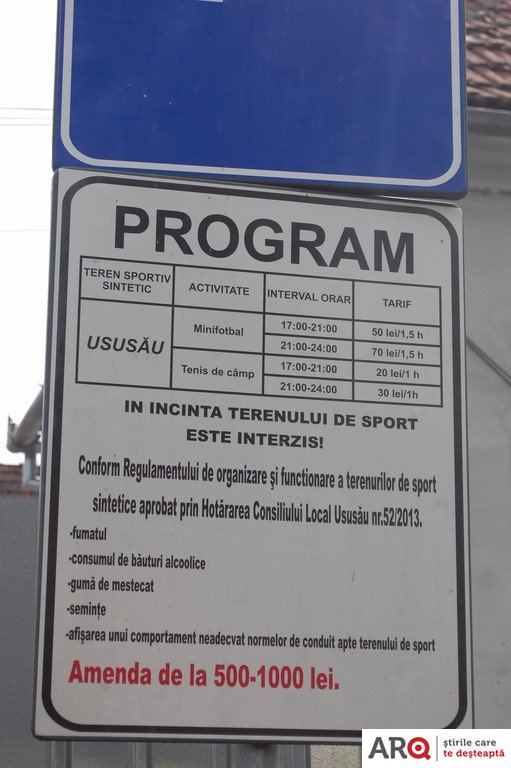 PROGRAM
TEREN SPORTIV SINTETIC ACTIVITATE INTERVAL ORAR TARIF
USUSĂU Minifotbal 17:00-21:00 50 lei/1,5 h
21:00-24:00 70 lei/1,5 h
Tenis de câmp 17:00-21:00 20 lei/1 h
21:00-24:00 30 lei/1h
IN INCINTA TERENULUI DE SPORT
ESTE INTERZIS!
Conform Regulamentului de organizare şi functionare a terenurilor de sport
sintetice aprobat prin Hotărarea Consiliului Local Ususău nr.52/2013.
-fumatul
-consumul de băuturi alcoolice
-gumă de mestecat
-semințe
-afişarea unui comportament neadecvat normelor de conduit apte terenului de sport
Amenda de la 500-1000 lei.
ARQ știrile care
te deșteaptă